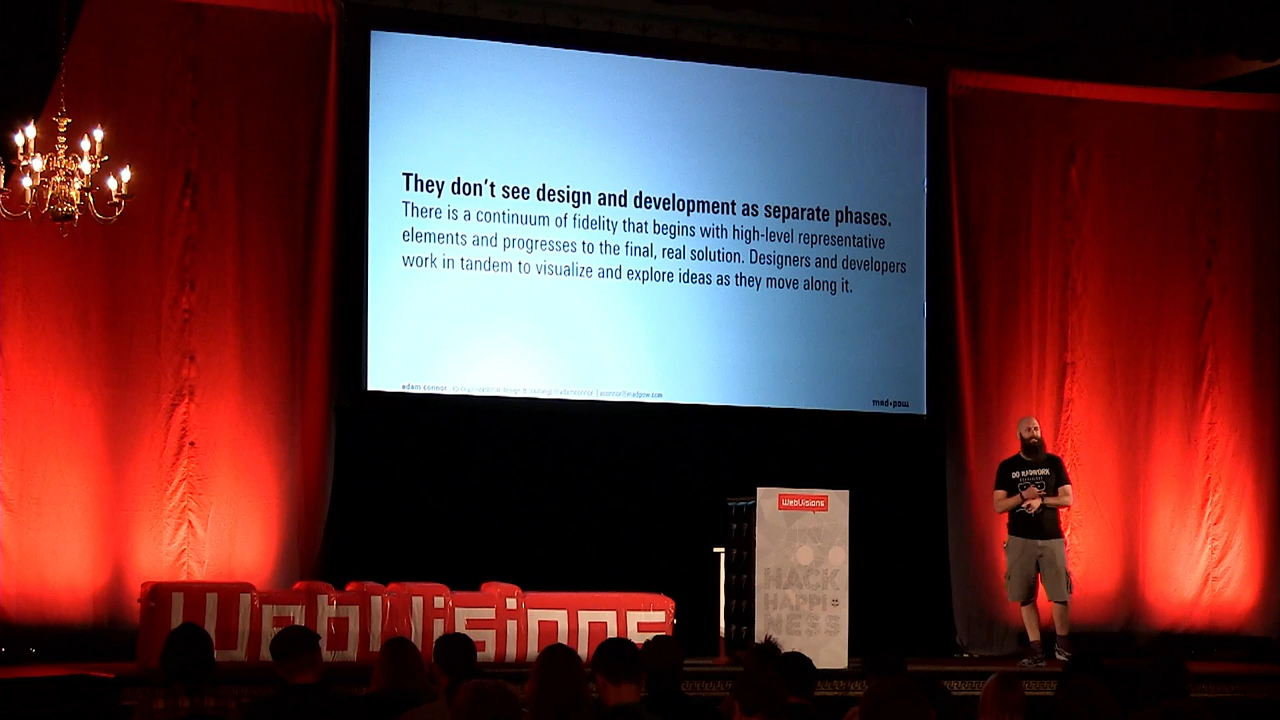 They don't see design and development as separate phases.
There is a continuum of fidelity that begins with high-level representative
elements and progresses to the final, real solution. Designers and developers
work in tandem to visualize and explore ideas as they move along it.
adam connor
mad*pow
WebVisions
HACK
HAPPI
NESS
WebVisions
DO